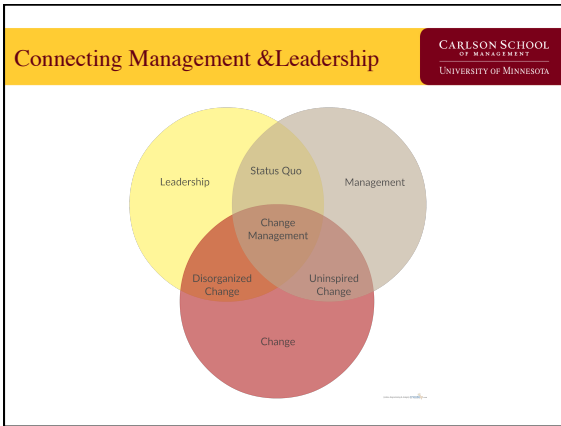 Connecting Management &Leadership
CARLSON SCHOOL
OF MANAGEMENT
UNIVERSITY OF MINNESOTA
Leadership
Status Quo
Management
Change
Management
Disorganized
Change
Uninspired
Change
Change